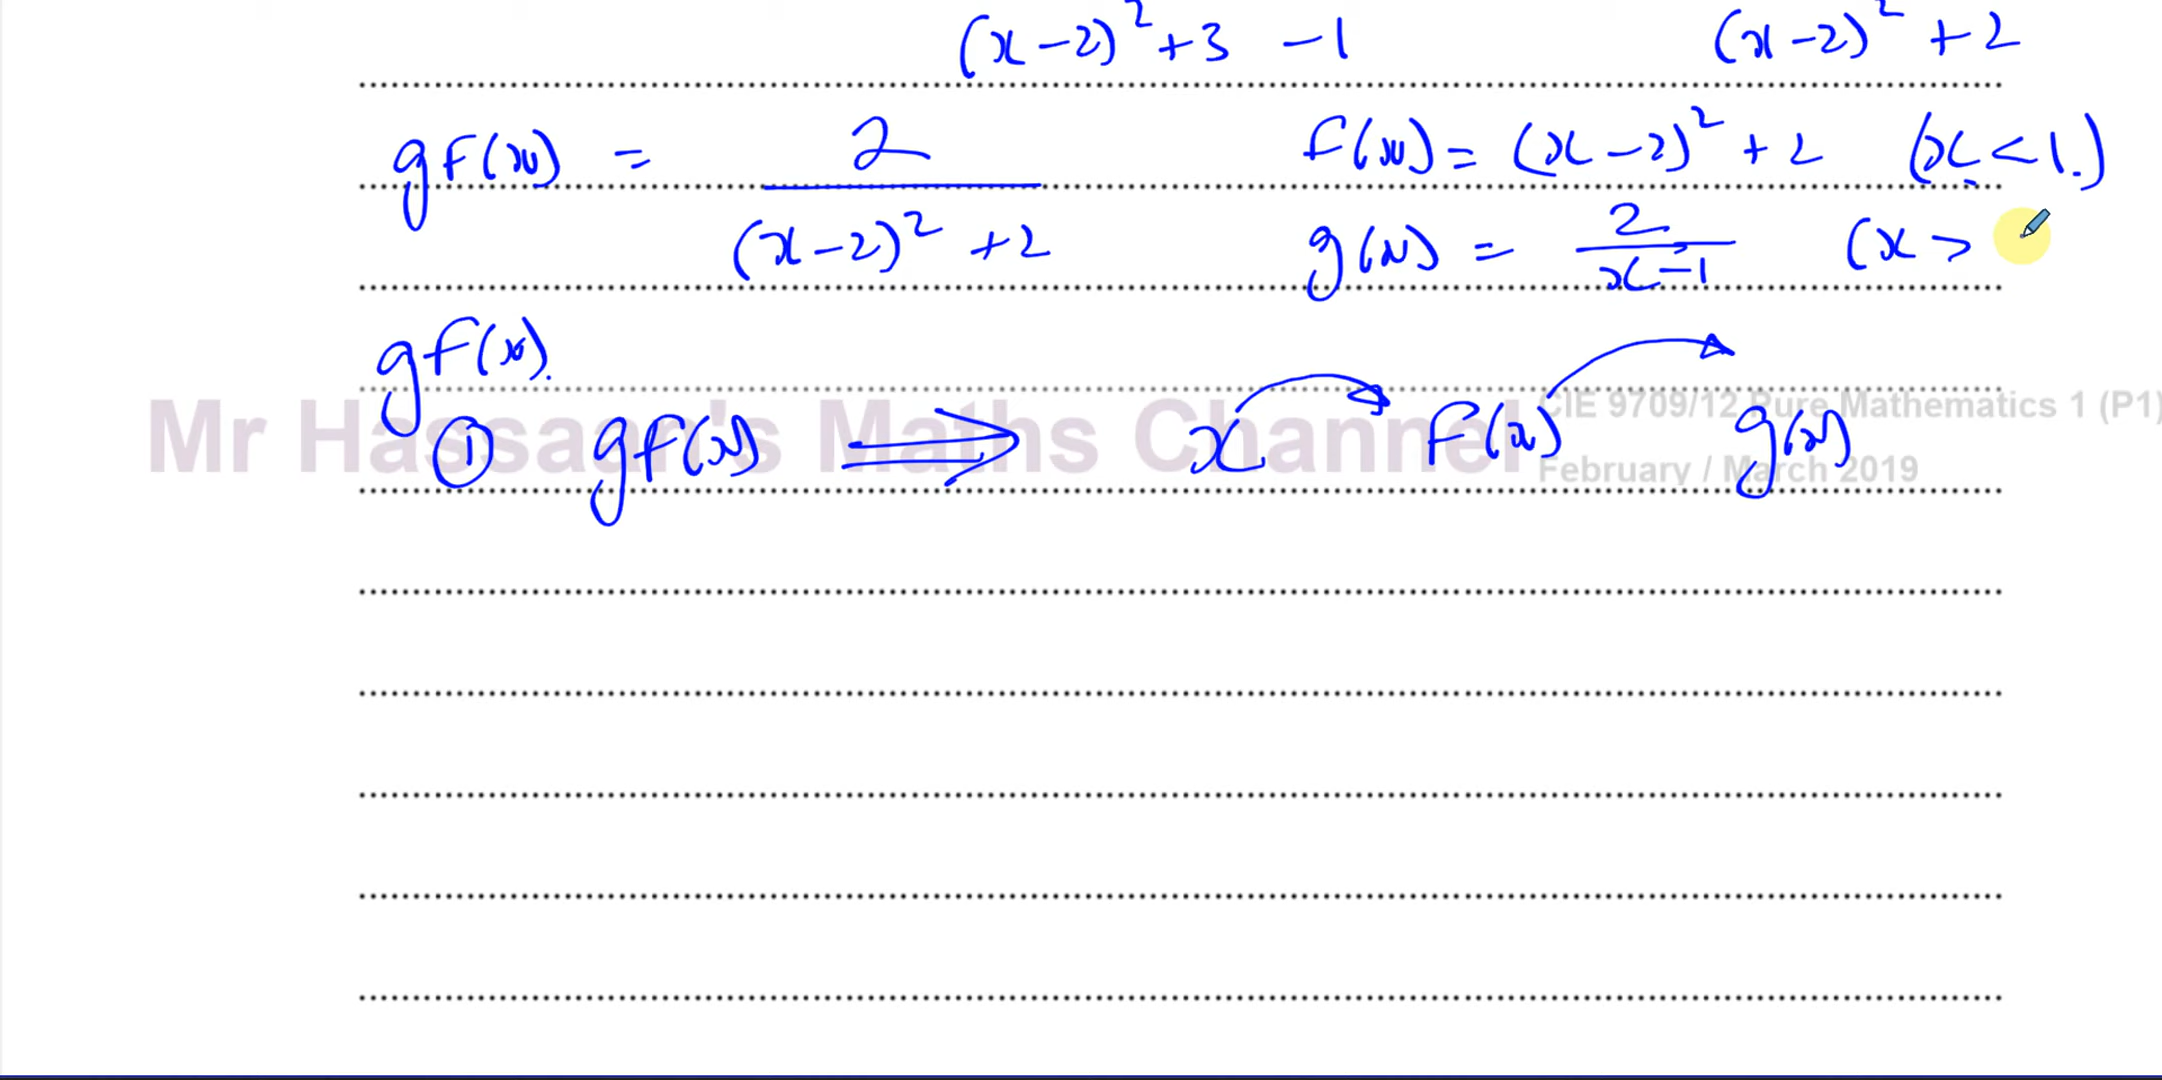 (x-2)²+3 -1 (x-2)² +2
gf(x) = 2 / (x-2)² +2
f(x) = (x-2)² + 2 (x<1.)
g(x) = 2 / x-1 (x >
gf(x).
① gf(x) ⟹ x f(x) g(x)
Mr Hassaan's Maths Channel
CIE 9709/12 Pure Mathematics 1 (P1)
February / March 2019